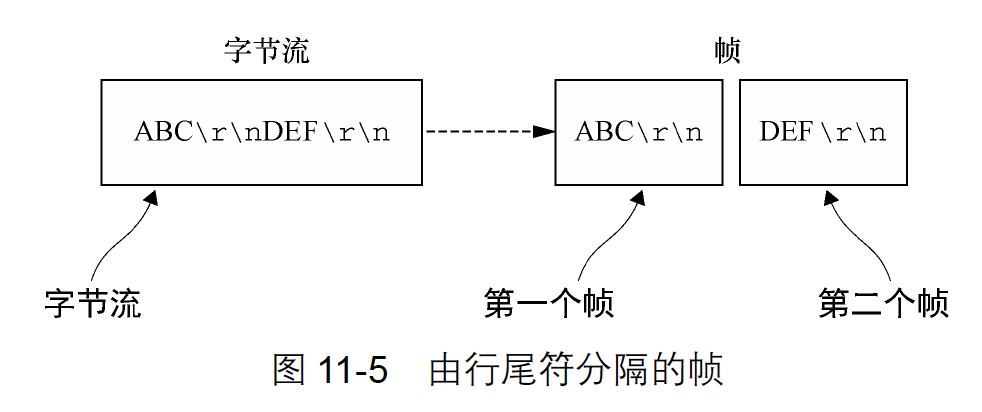 字节流
帧
ABC\r\nDEF\r\n
ABC\r\n
DEF\r\n
字节流
第一个帧
第二个帧
图 11-5 由行尾符分隔的帧